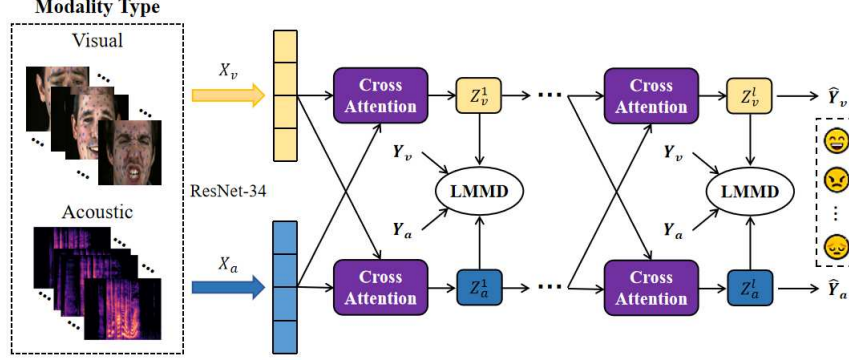 Modality Type
Visual
...
...
Acoustic
...
...
X_v
ResNet-34
X_a
Cross
Attention
Z_v^1
...
Cross
Attention
Z_v^l
Ŷ_v
Y_v
LMMD
Y_a
Y_v
LMMD
Y_a
⋮
Cross
Attention
Z_a^1
...
Cross
Attention
Z_a^l
Ŷ_a